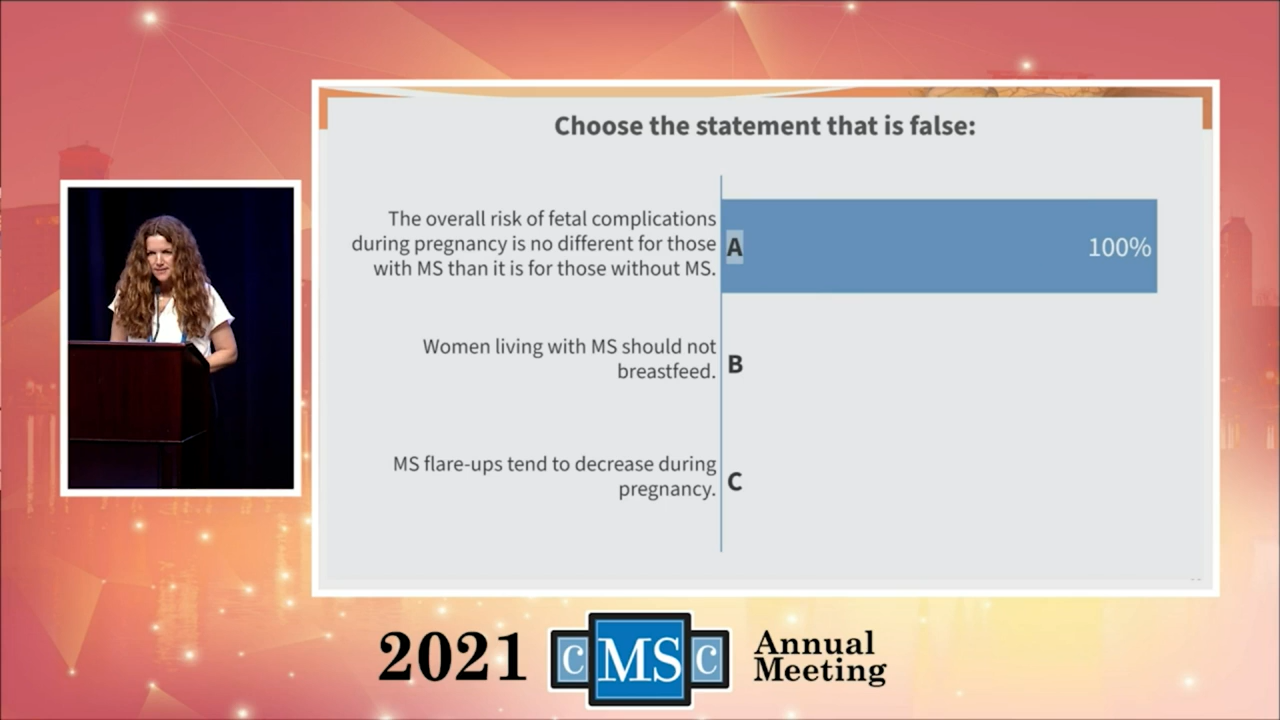 Choose the statement that is false:
The overall risk of fetal complications
during pregnancy is no different for those
with MS than it is for those without MS.
A
100%
Women living with MS should not
breastfeed.
B
MS flare-ups tend to decrease during
pregnancy.
C
2021
C MS C
Annual
Meeting